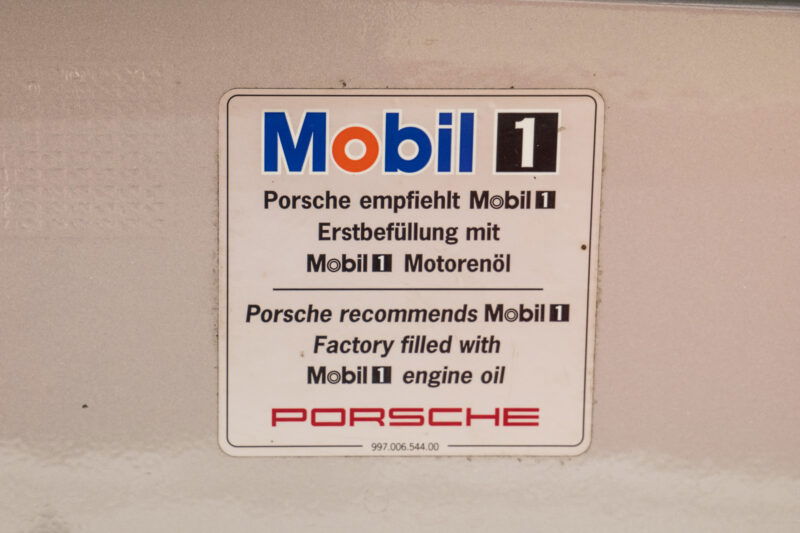 Mobil 1
Porsche empfiehlt Mobil 1
Erstbefüllung mit
Mobil 1 Motorenöl
Porsche recommends Mobil 1
Factory filled with
Mobil 1 engine oil
PORSCHE
997.006.544.00